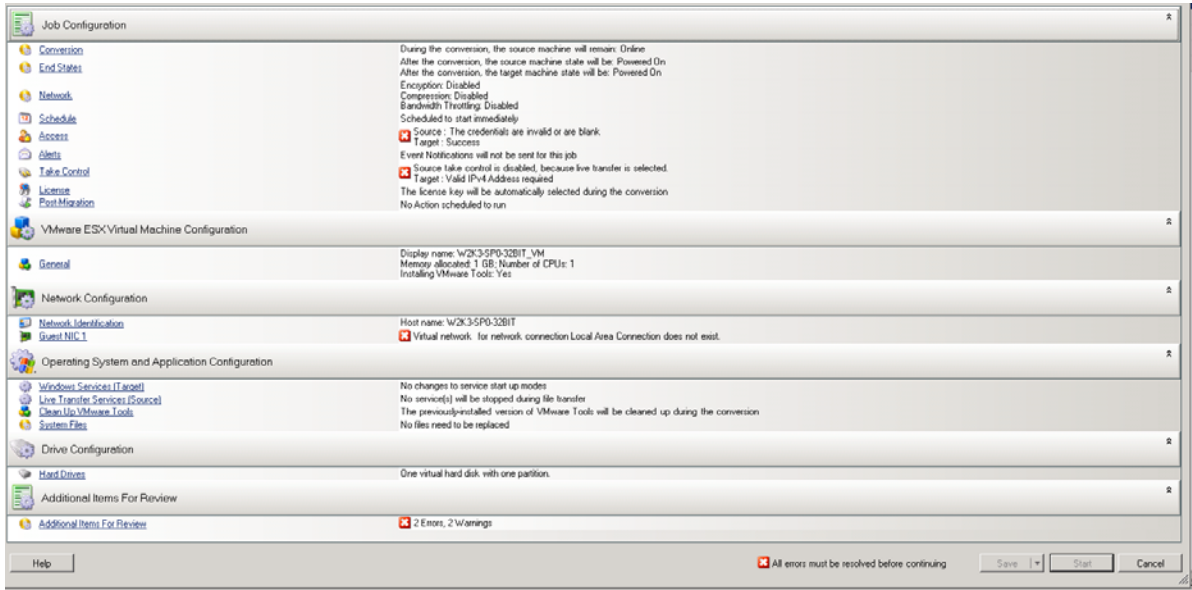 Job Configuration
Conversion During the conversion, the source machine will remain: Online
End States After the conversion, the source machine state will be: Powered On
After the conversion, the target machine state will be: Powered On
Network Encryption: Disabled
Compression: Disabled
Bandwidth Throttling: Disabled
Schedule Scheduled to start immediately
Access Source : The credentials are invalid or are blank.
Target : Success
Alerts Event Notifications will not be sent for this job
Take Control Source take control is disabled, because live transfer is selected.
Target : Valid IPv4 Address required
License The license key will be automatically selected during the conversion
Post-Migration No Action scheduled to run
VMware ESX Virtual Machine Configuration
General Display name: W2K3-SP0-32BIT_VM
Memory allocated: 1 GB; Number of CPUs: 1
Installing VMware Tools: Yes
Network Configuration
Network Identification Host name: W2K3-SP0-32BIT
Guest NIC 1 Virtual network for network connection Local Area Connection does not exist.
Operating System and Application Configuration
Windows Services (Target) No changes to service start up modes
Live Transfer Services (Source) No service(s) will be stopped during file transfer
Clean Up VMware Tools The previously-installed version of VMware Tools will be cleaned up during the conversion
System Files No files need to be replaced
Drive Configuration
Hard Drives One virtual hard disk with one partition.
Additional Items For Review
Additional Items For Review 2 Errors, 2 Warnings
Help All errors must be resolved before continuing Save Start Cancel